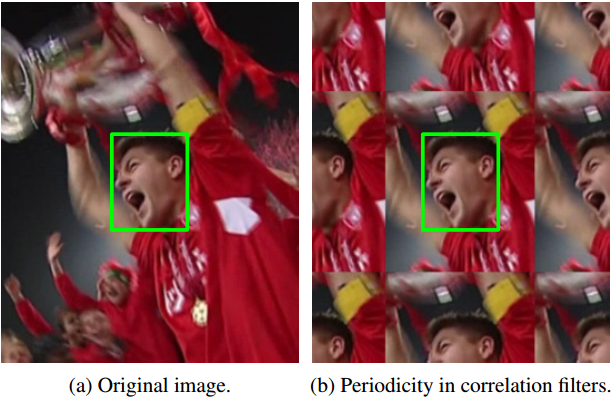 (a) Original image.
(b) Periodicity in correlation filters.